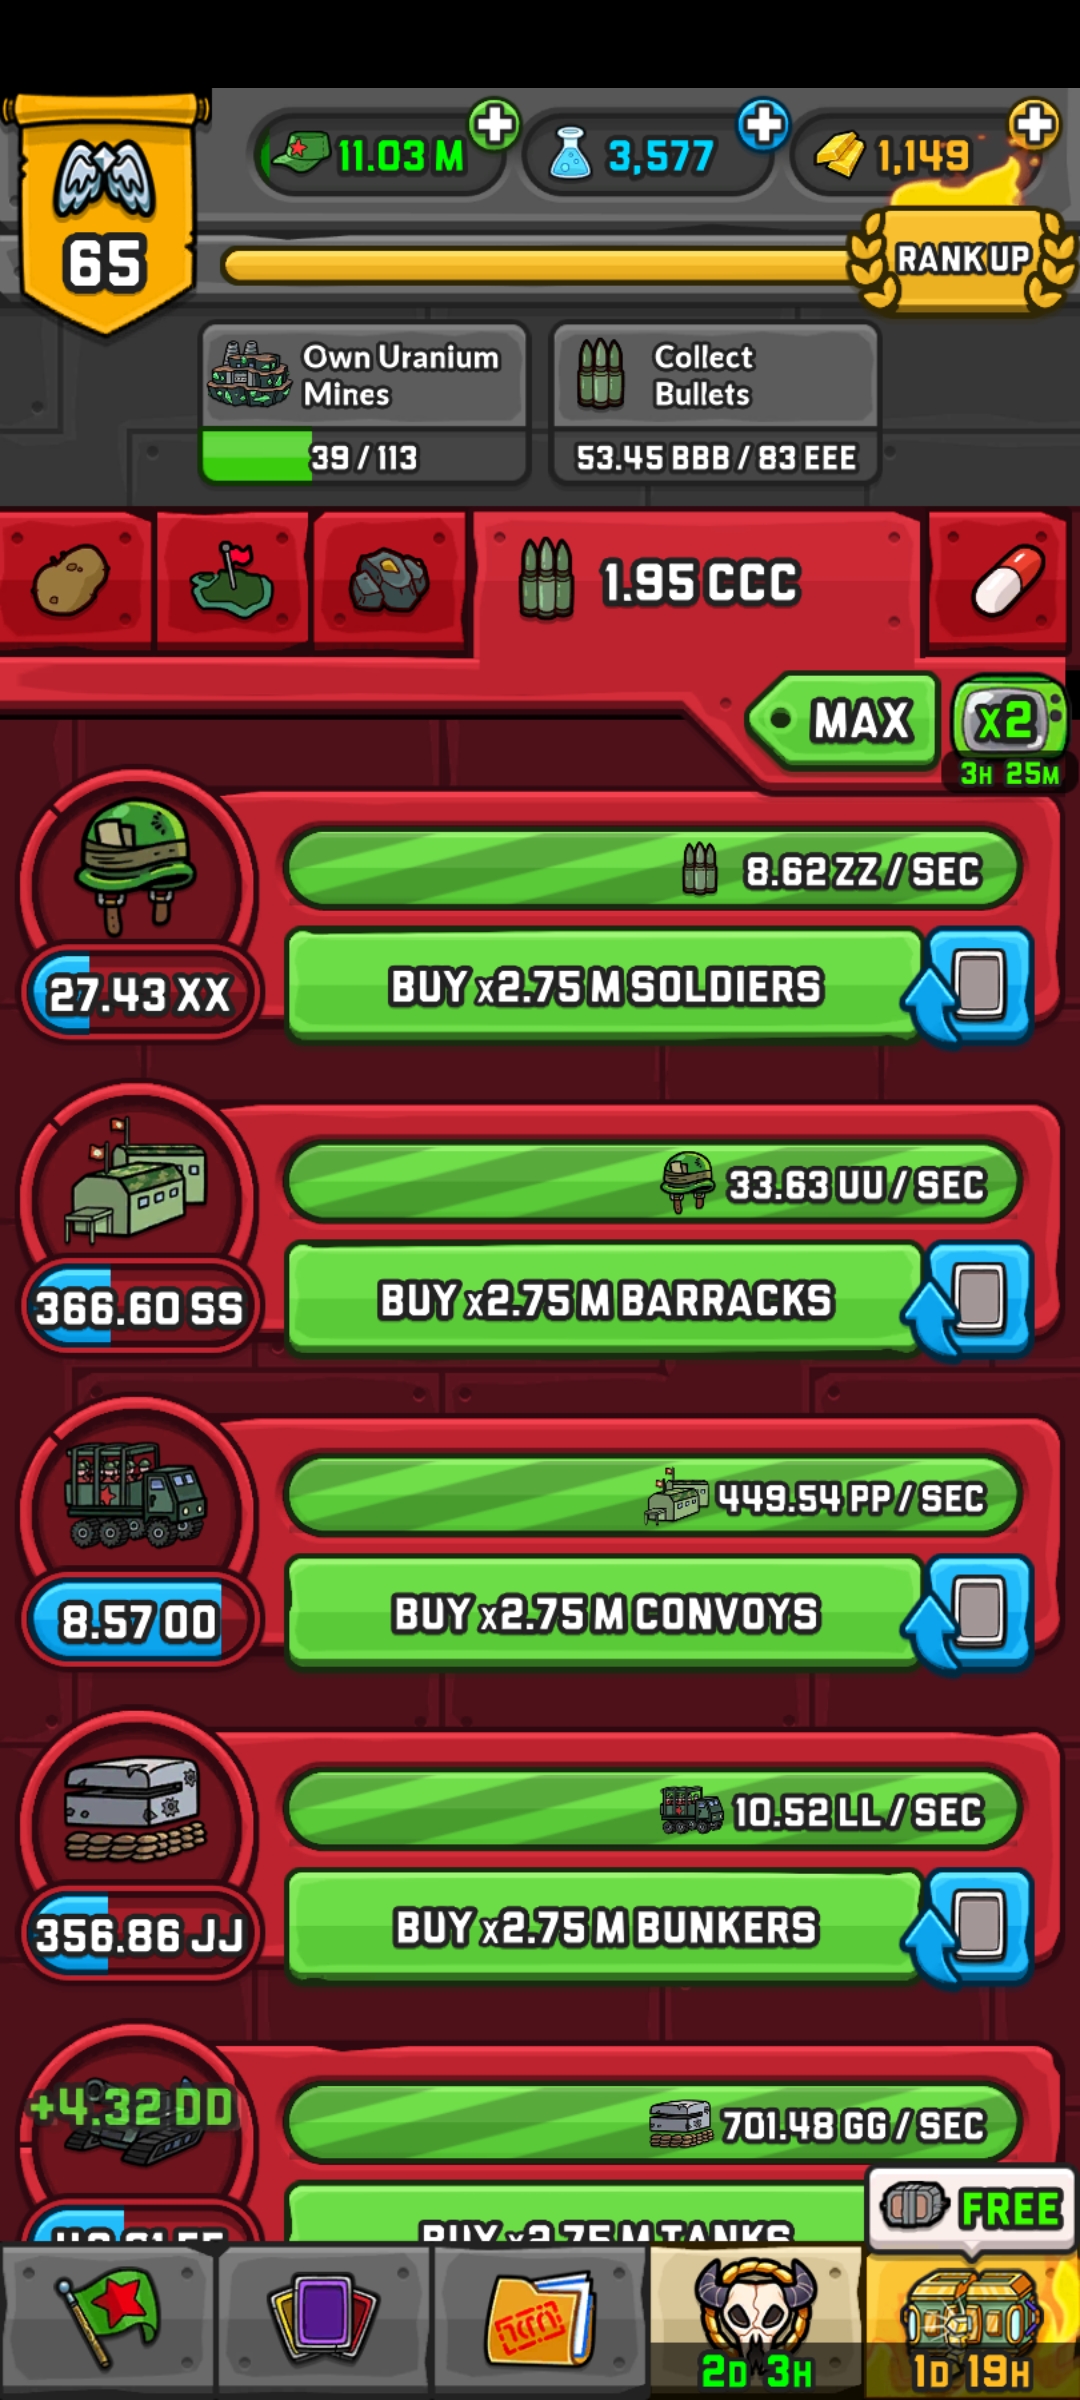 11.03 M
3,577
1,149
65
RANK UP
Own Uranium
Mines
39 / 113
Collect
Bullets
53.45 BBB / 83 EEE
1.95 CCC
MAX
x2
3H 25M
8.62 ZZ / SEC
27.43 XX
BUY x2.75 M SOLDIERS
33.63 UU / SEC
366.60 SS
BUY x2.75 M BARRACKS
449.54 PP / SEC
8.57 OO
BUY x2.75 M CONVOYS
10.52 LL / SEC
356.86 JJ
BUY x2.75 M BUNKERS
+4.32 DD
701.48 GG / SEC
BUY x2.75 M TANKS
FREE
2D 3H
1D 19H